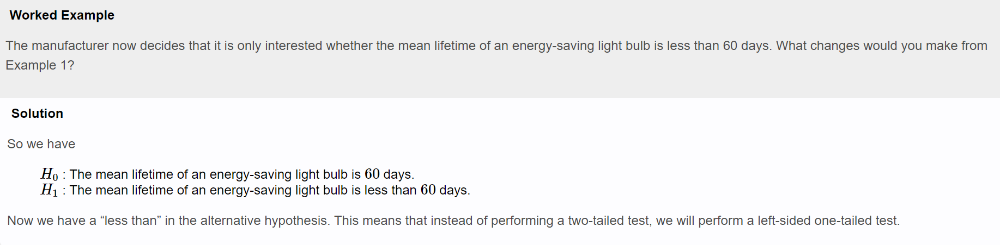 Worked Example
The manufacturer now decides that it is only interested whether the mean lifetime of an energy-saving light bulb is less than 60 days. What changes would you make from
Example 1?
Solution
So we have
H₀ : The mean lifetime of an energy-saving light bulb is 60 days.
H₁ : The mean lifetime of an energy-saving light bulb is less than 60 days.
Now we have a “less than” in the alternative hypothesis. This means that instead of performing a two-tailed test, we will perform a left-sided one-tailed test.